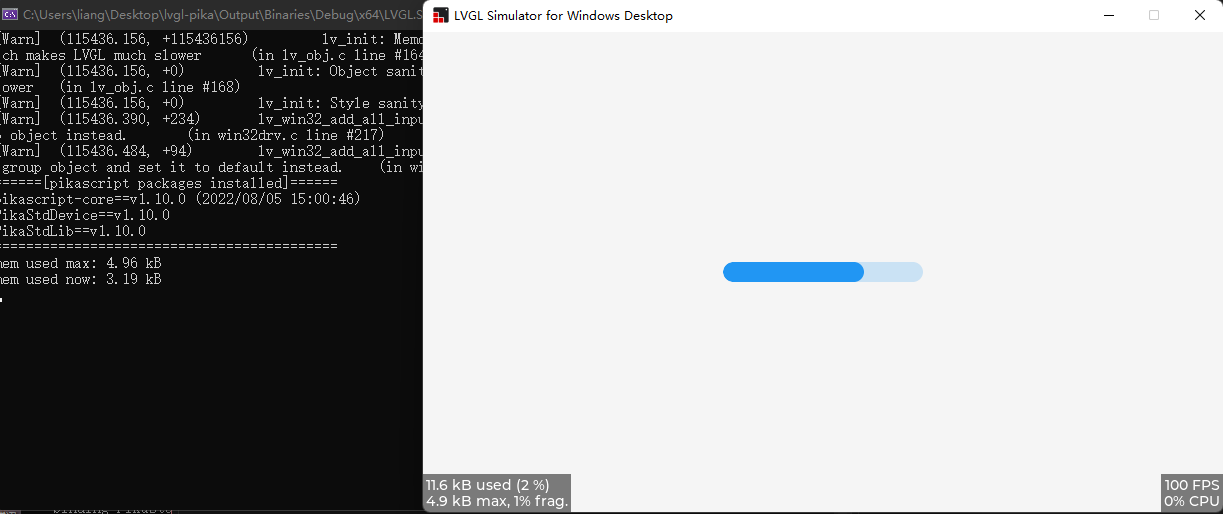 C:\Users\liang\Desktop\lvgl-pika\Output\Binaries\Debug\x64\LVGL.S
[Warn] (115436.156, +115436156) lv_init: Memo
ch makes LVGL much slower (in lv_obj.c line #164
[Warn] (115436.156, +0) lv_init: Object sanit
ower (in lv_obj.c line #168)
[Warn] (115436.156, +0) lv_init: Style sanity
[Warn] (115436.390, +234) lv_win32_add_all_inpu
object instead. (in win32drv.c line #217)
[Warn] (115436.484, +94) lv_win32_add_all_inpu
group object and set it to default instead. (in wi
======[pikascript packages installed]======
pikascript-core==v1.10.0 (2022/08/05 15:00:46)
PikaStdDevice==v1.10.0
PikaStdLib==v1.10.0
===========================================
mem used max: 4.96 kB
mem used now: 3.19 kB
LVGL Simulator for Windows Desktop
11.6 kB used (2 %)
4.9 kB max, 1% frag.
100 FPS
0% CPU